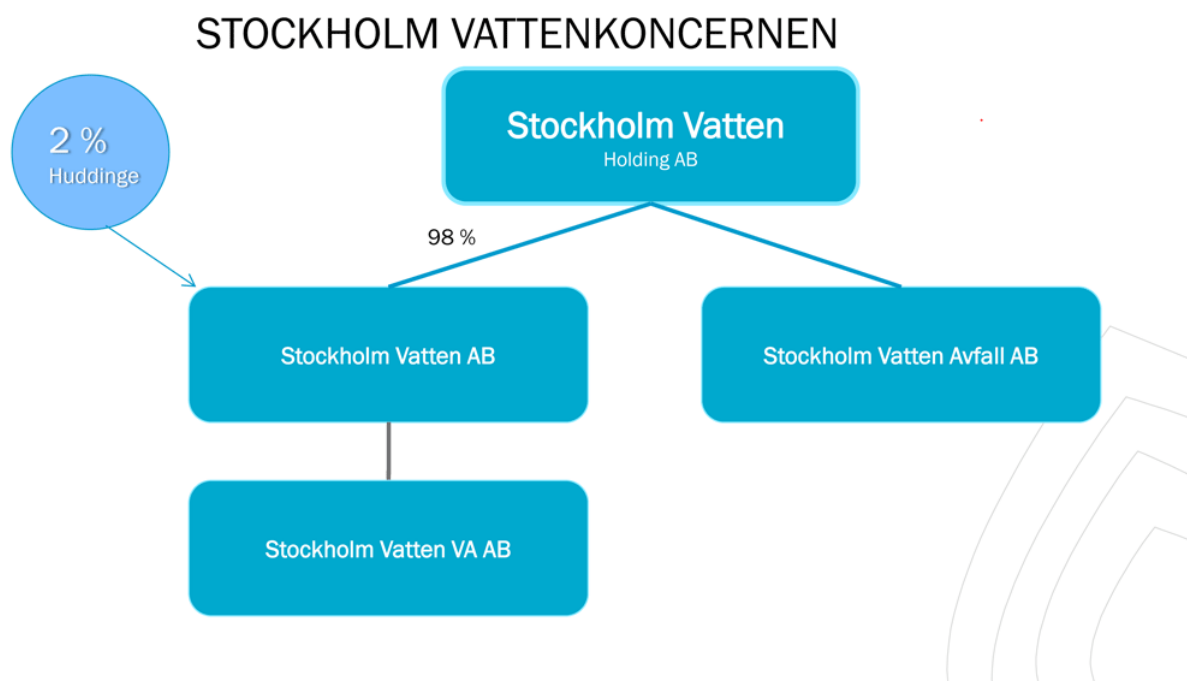 STOCKHOLM VATTENKONCERNEN
2 %
Huddinge
Stockholm Vatten
Holding AB
98 %
Stockholm Vatten AB
Stockholm Vatten Avfall AB
Stockholm Vatten VA AB